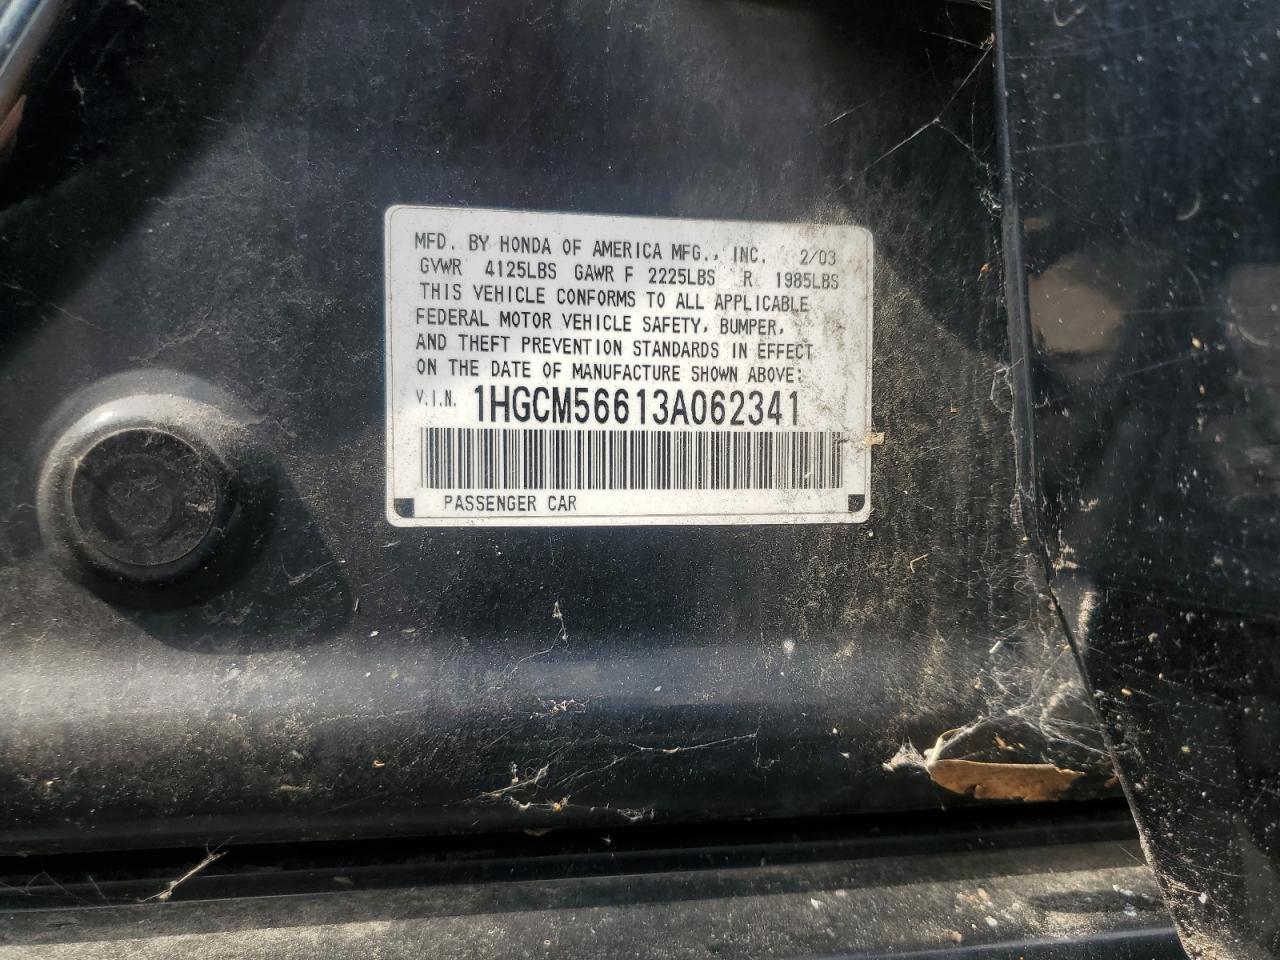 MFD. BY HONDA OF AMERICA MFG., INC. 2/03
GVWR 4125LBS GAWR F 2225LBS R 1985LBS
THIS VEHICLE CONFORMS TO ALL APPLICABLE
FEDERAL MOTOR VEHICLE SAFETY, BUMPER,
AND THEFT PREVENTION STANDARDS IN EFFECT
ON THE DATE OF MANUFACTURE SHOWN ABOVE:
V.I.N. 1HGCM56613A062341
PASSENGER CAR